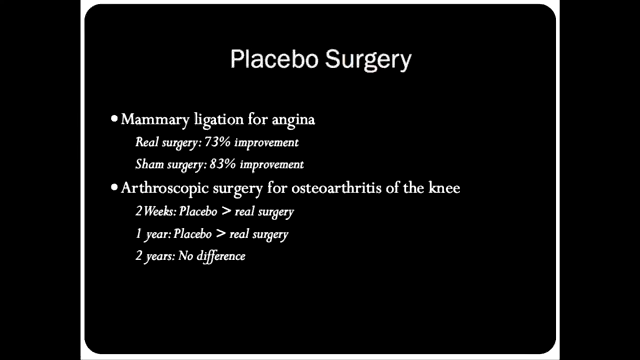 Placebo Surgery
•Mammary ligation for angina
Real surgery: 73% improvement
Sham surgery: 83% improvement
•Arthroscopic surgery for osteoarthritis of the knee
2 Weeks: Placebo > real surgery
1 year: Placebo > real surgery
2 years: No difference